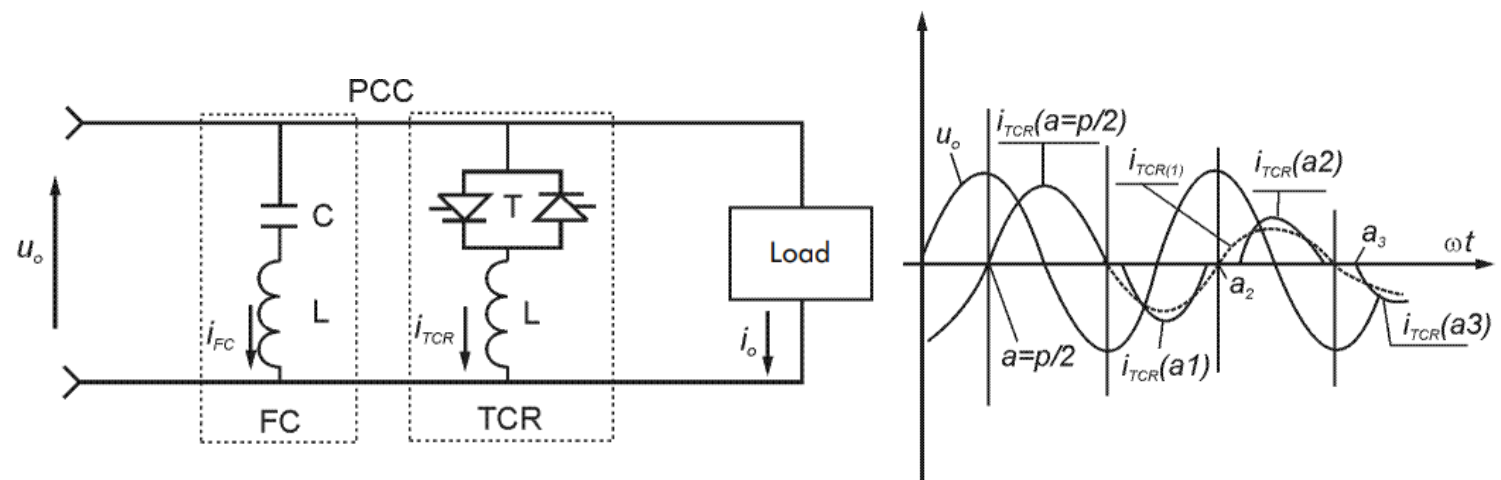 PCC
C
T
Load
u₀
L
i_FC
i_TCR
L
i_o
FC
TCR
u_o
i_TCR(a=p/2)
i_TCR(1)
i_TCR(a2)
a_3
ωt
a_2
a=p/2
i_TCR(a1)
i_TCR(a3)